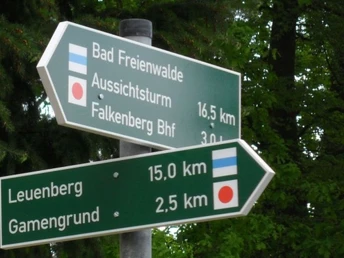 Bad Freienwalde
Aussichtsturm 16,5 km
Falkenberg Bhf
Leuenberg 15.0 km
Gamengrund 2,5 km